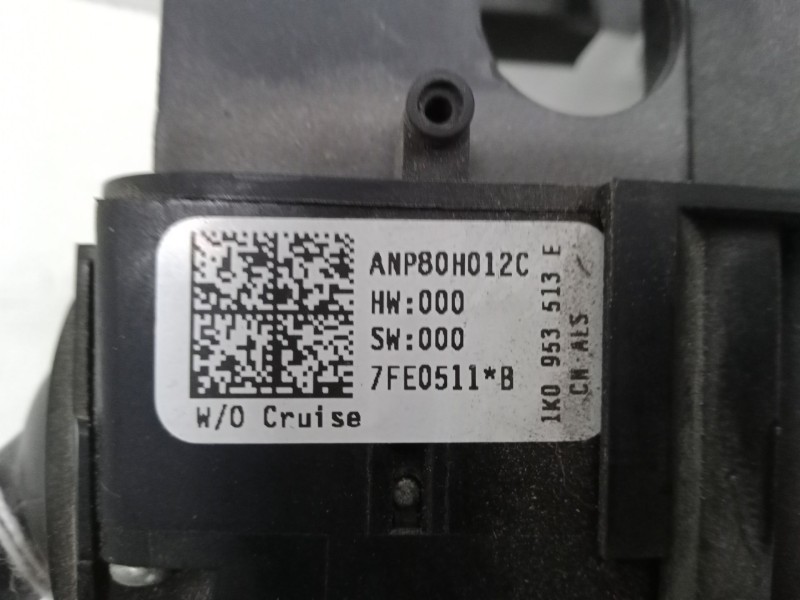 ANP80H012C
HW:000
SW:000
7FE0511*B
W/O Cruise
1K0 953 513 E
CN ALS